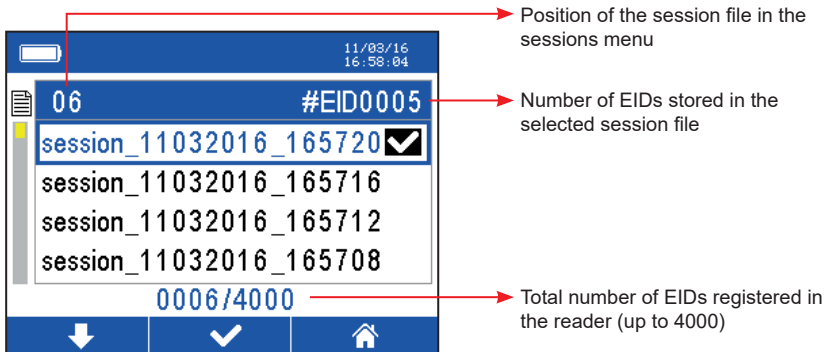 Position of the session file in the
sessions menu
11/03/16
16:58:04
06 #EID0005
Number of EIDs stored in the
selected session file
session_11032016_165720
session_11032016_165716
session_11032016_165712
session_11032016_165708
0006/4000
Total number of EIDs registered in
the reader (up to 4000)